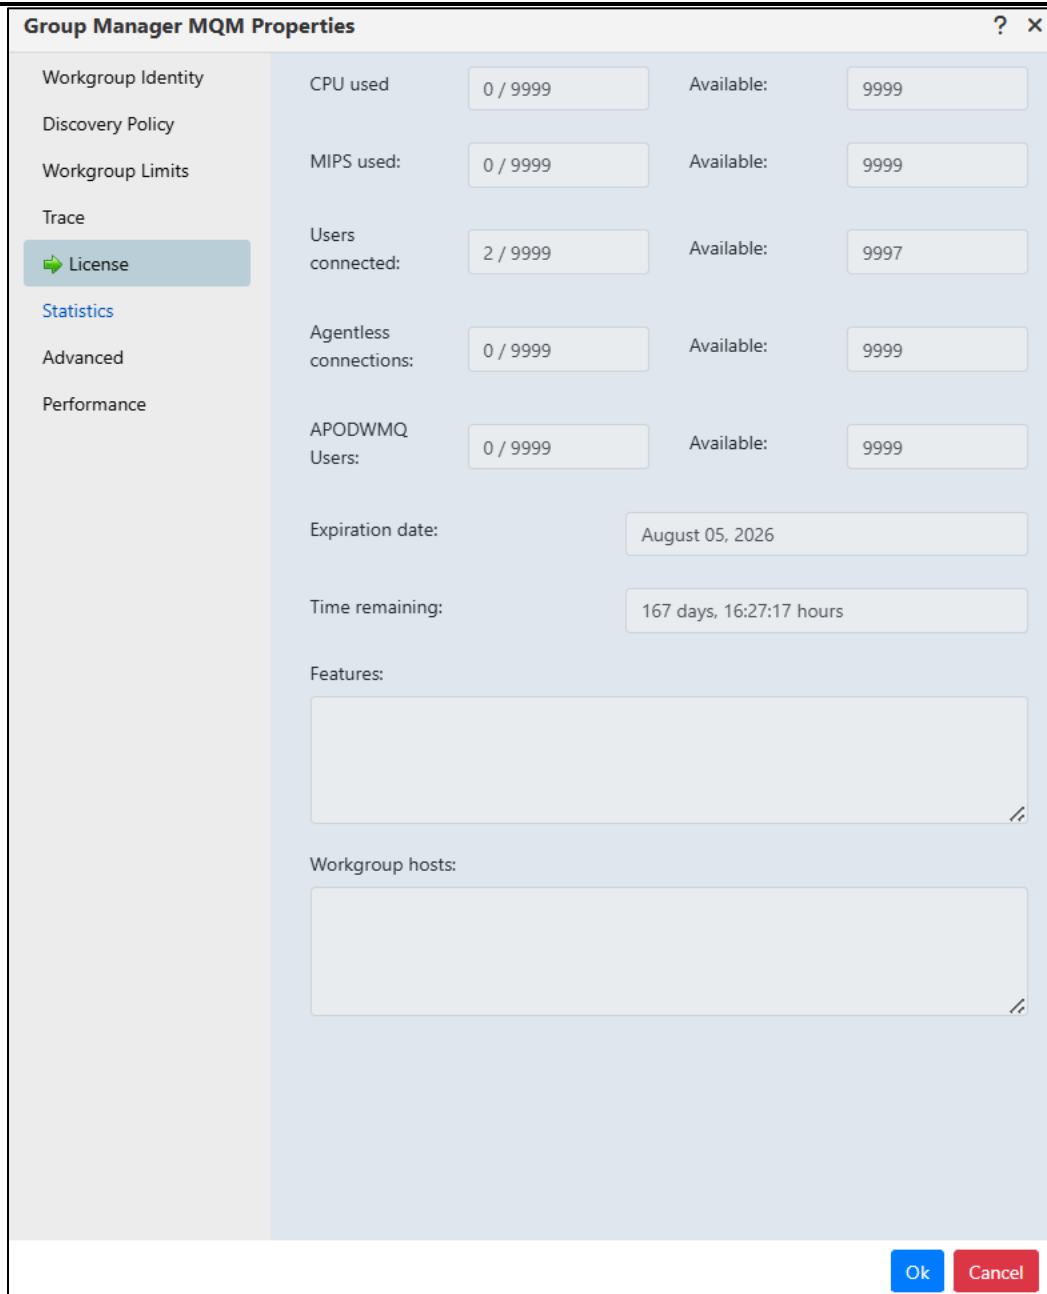 Group Manager MQM Properties ? ×
Workgroup Identity
Discovery Policy
Workgroup Limits
Trace
License
Statistics
Advanced
Performance
CPU used 0 / 9999 Available: 9999
MIPS used: 0 / 9999 Available: 9999
Users
connected: 2 / 9999 Available: 9997
Agentless
connections: 0 / 9999 Available: 9999
APODWMQ
Users: 0 / 9999 Available: 9999
Expiration date: August 05, 2026
Time remaining: 167 days, 16:27:17 hours
Features:
Workgroup hosts:
Ok Cancel